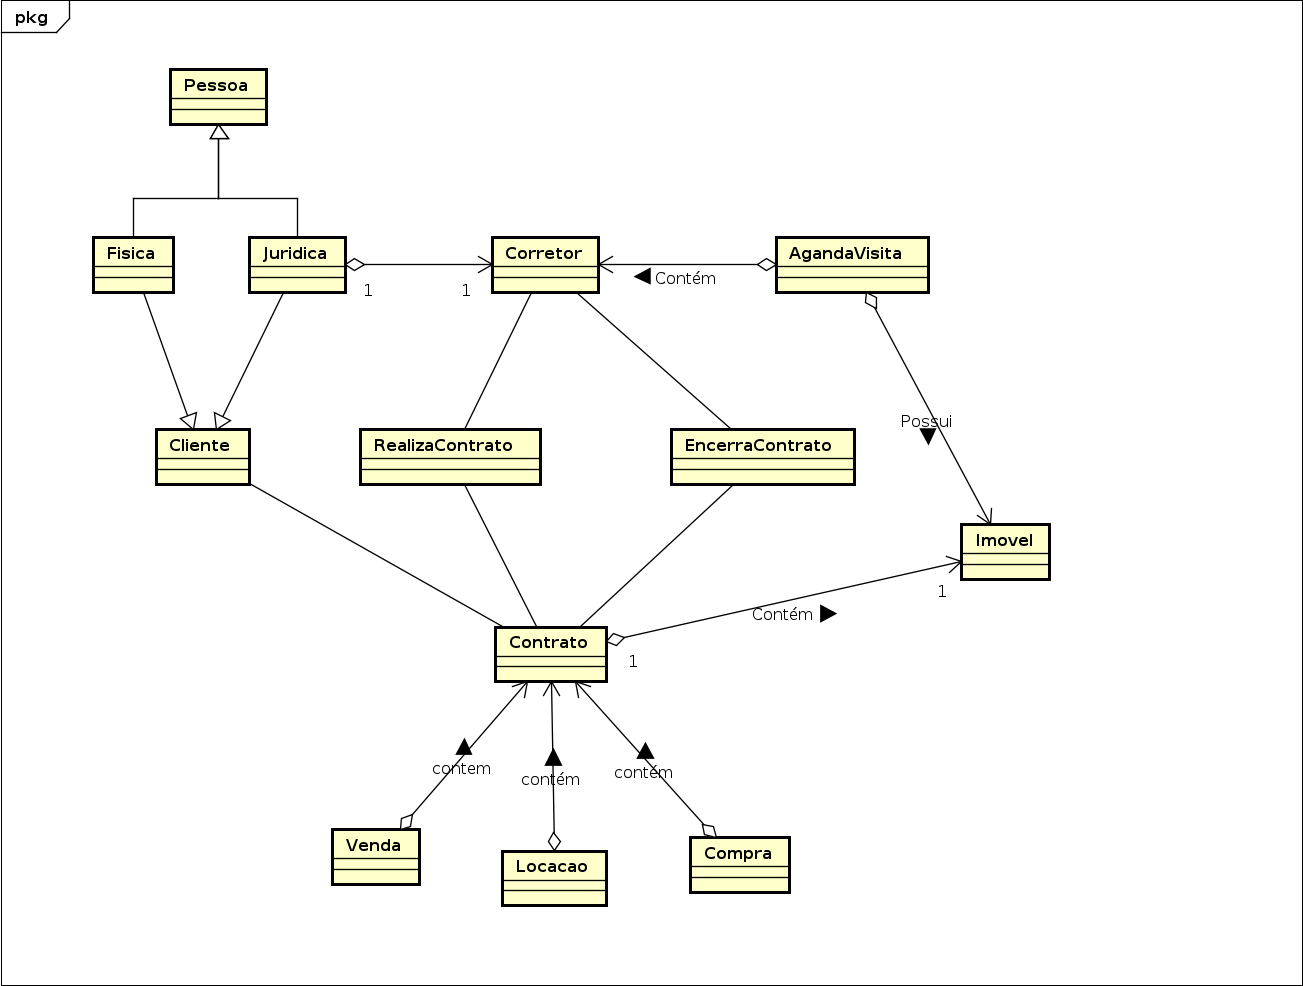 pkg
Pessoa
Fisica
Juridica
Corretor
AgandaVisita
1
1
Contém
Possui
Cliente
RealizaContrato
EncerraContrato
Imovel
1
Contém
Contrato
1
contem
contém
contém
Venda
Locacao
Compra